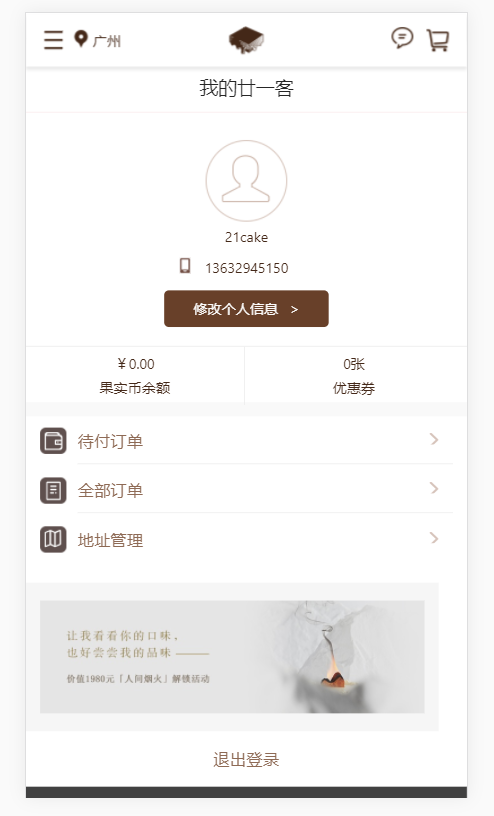 广州
我的廿一客
21cake
13632945150
修改个人信息 >
￥0.00
0张
果实币余额
优惠券
待付订单
全部订单
地址管理
让我看看你的口味，
也好尝尝我的品味
价值1980元「人间烟火」解锁活动
退出登录